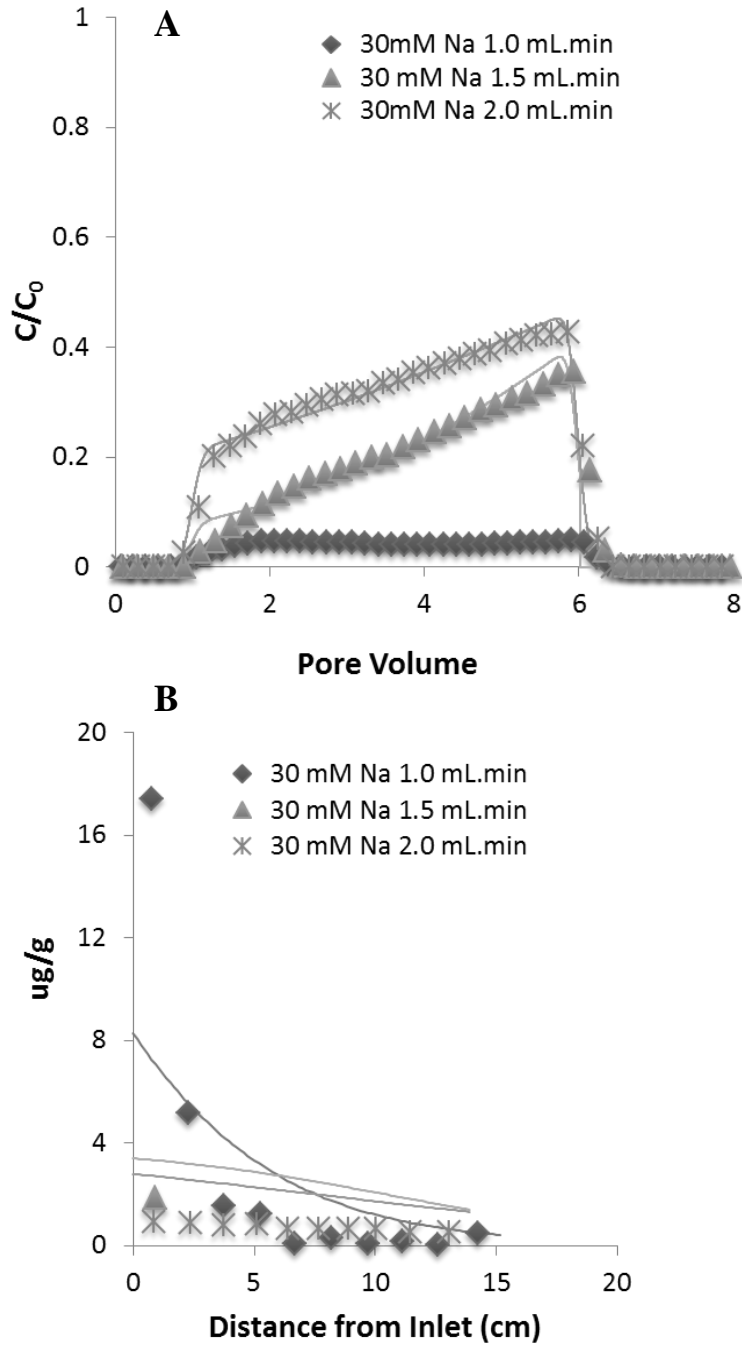 A
1
30mM Na 1.0 mL.min
30 mM Na 1.5 mL.min
30mM Na 2.0 mL.min
0.8
0.6
C/C₀
0.4
0.2
0
0 2 4 6 8
Pore Volume
B
20
30 mM Na 1.0 mL.min
30 mM Na 1.5 mL.min
30 mM Na 2.0 mL.min
16
12
ug/g
8
4
0
0 5 10 15 20
Distance from Inlet (cm)